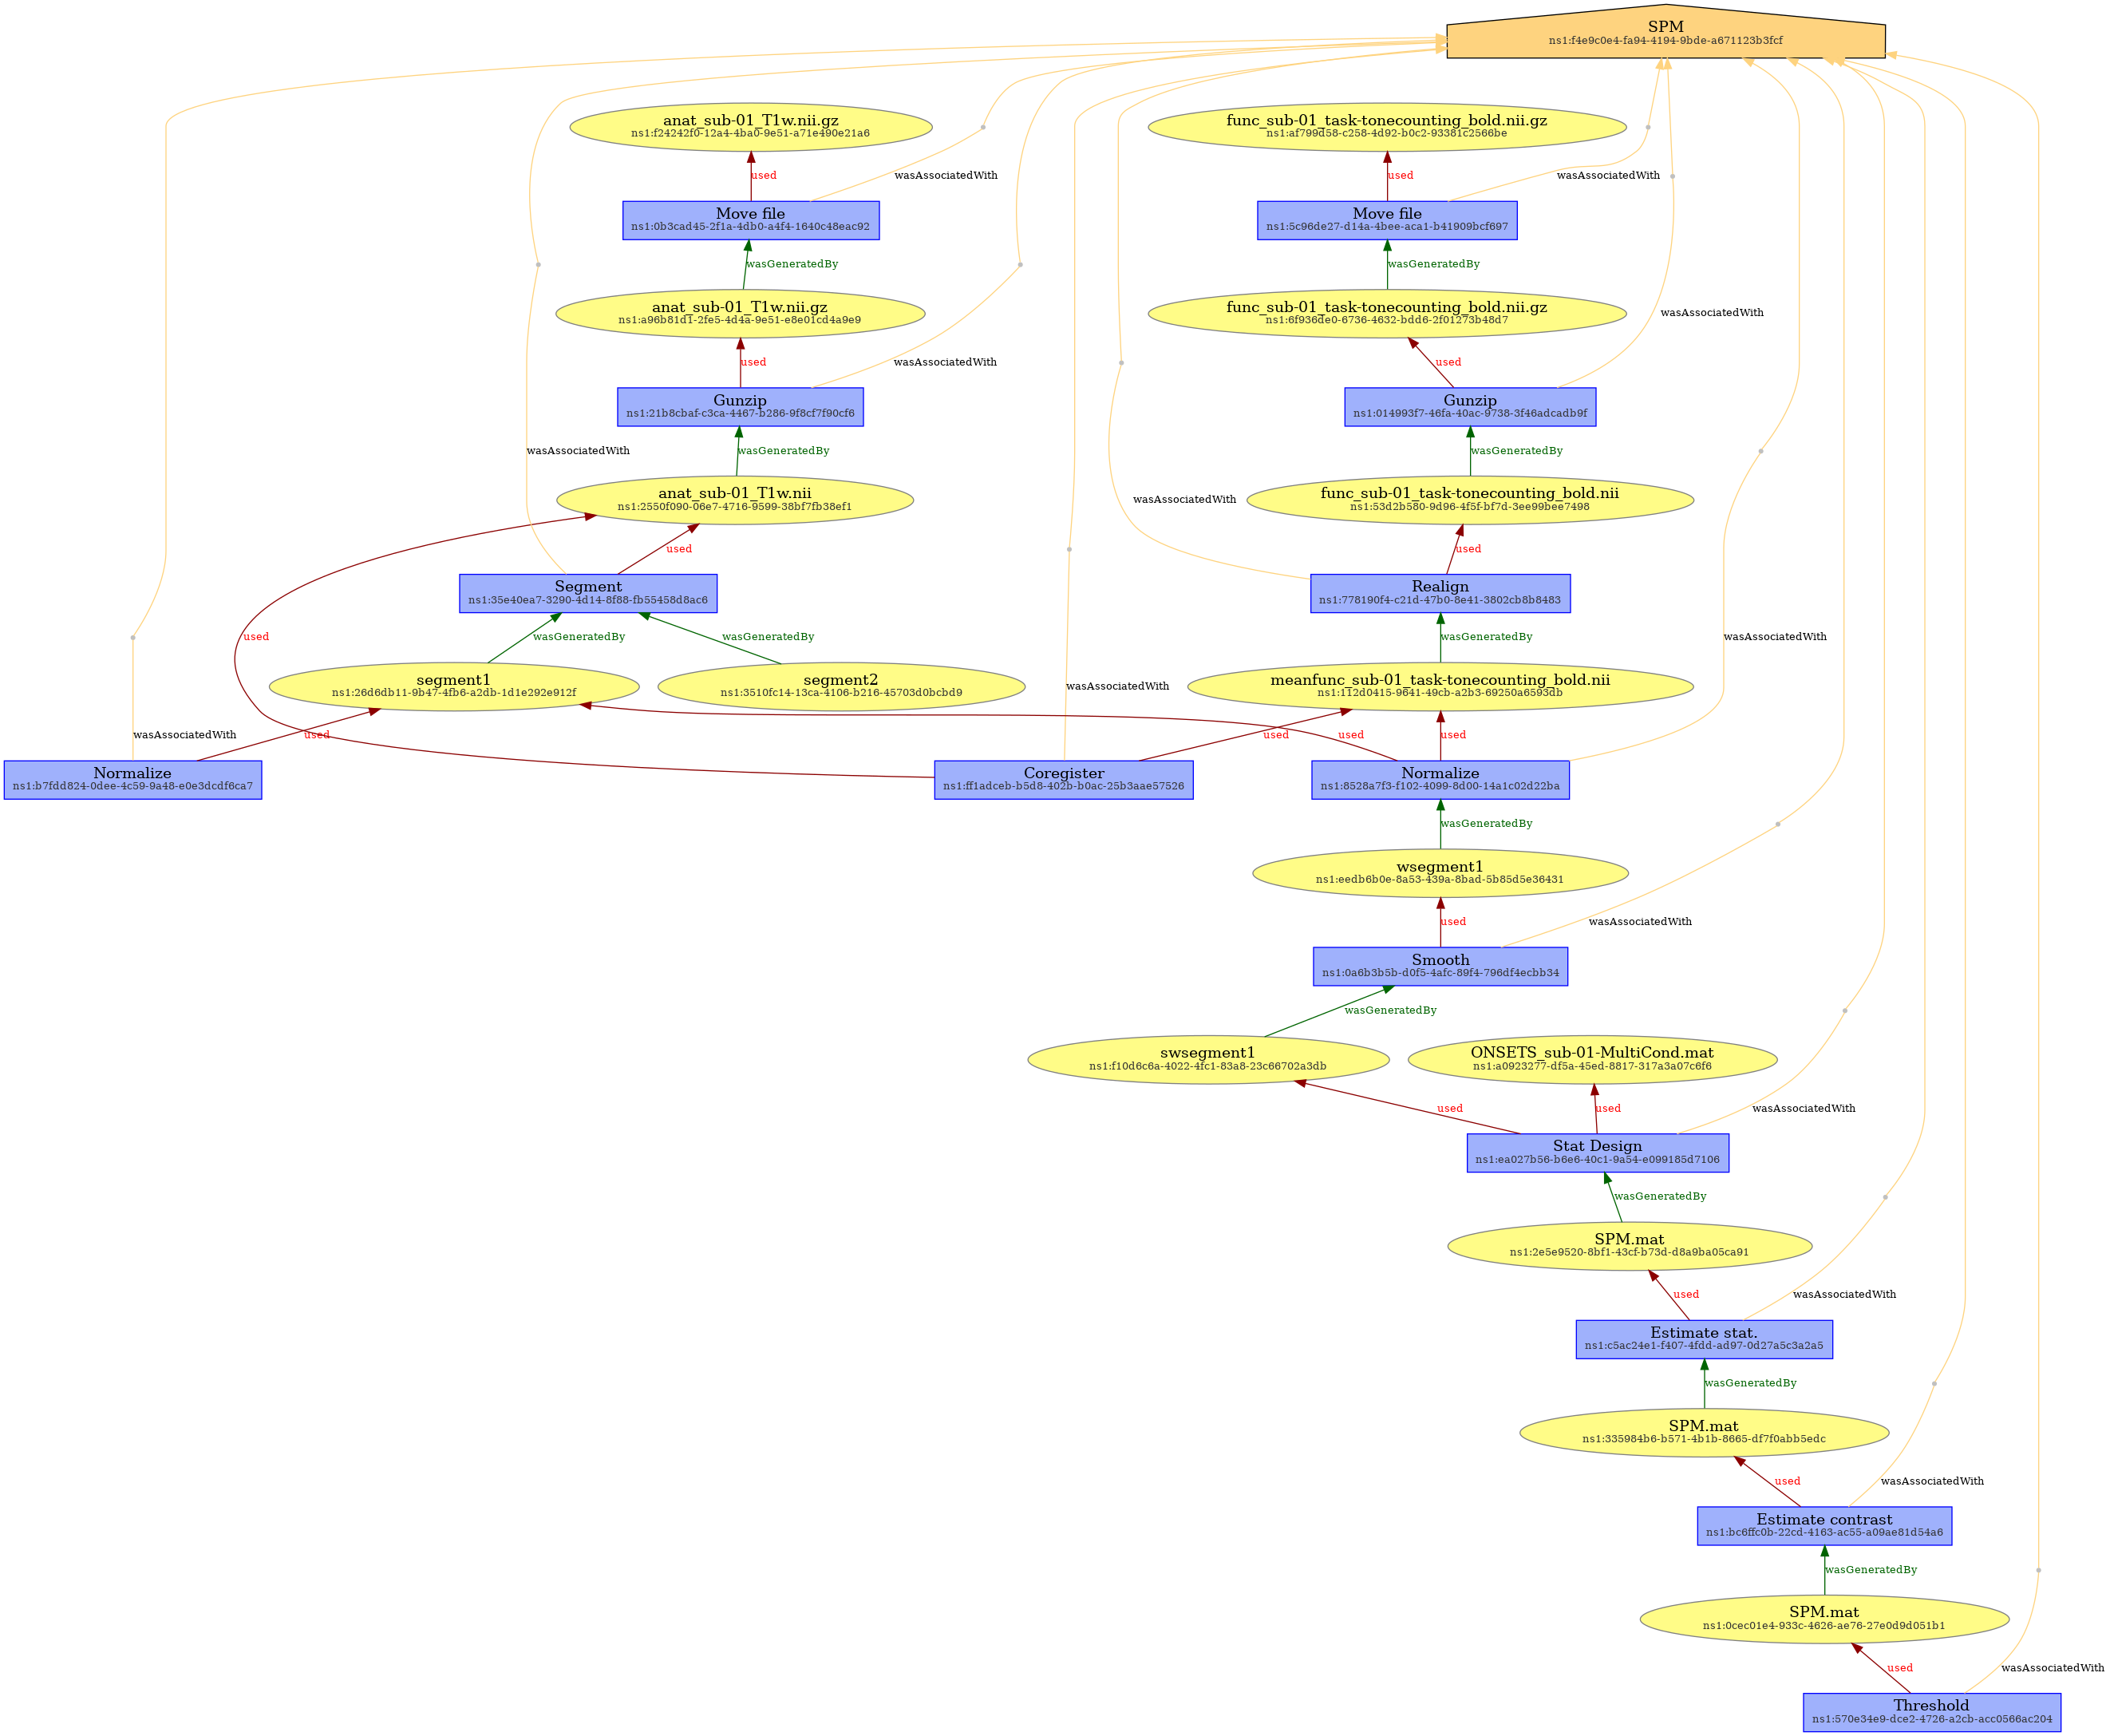 SPM
ns1:f4e9c0e4-fa94-4194-9bde-a671123b3fcf
anat_sub-01_T1w.nii.gz
ns1:f24242f0-12a4-4ba0-9e51-a71e490e21a6
func_sub-01_task-tonecounting_bold.nii.gz
ns1:af799d58-c258-4d92-b0c2-93381c2566be
used
wasAssociatedWith
used
wasAssociatedWith
Move file
ns1:0b3cad45-2f1a-4db0-a4f4-1640c48eac92
Move file
ns1:5c96de27-d14a-4bee-aca1-b41909bcf697
wasGeneratedBy
wasGeneratedBy
anat_sub-01_T1w.nii.gz
ns1:a96b81d1-2fe5-4d4a-9e51-e8e01cd4a9e9
func_sub-01_task-tonecounting_bold.nii.gz
ns1:6f936de0-6736-4632-bdd6-2f01273b48d7
wasAssociatedWith
used
wasAssociatedWith
used
Gunzip
ns1:21b8cbaf-c3ca-4467-b286-9f8cf7f90cf6
Gunzip
ns1:014993f7-46fa-40ac-9738-3f46adcadb9f
wasAssociatedWith
wasGeneratedBy
wasGeneratedBy
anat_sub-01_T1w.nii
ns1:2550f090-06e7-4716-9599-38bf7fb38ef1
wasAssociatedWith
func_sub-01_task-tonecounting_bold.nii
ns1:53d2b580-9d96-4f5f-bf7d-3ee99bee7498
used
used
Segment
ns1:35e40ea7-3290-4d14-8f88-fb55458d8ac6
Realign
ns1:778190f4-c21d-47b0-8e41-3802cb8b8483
used
wasGeneratedBy
wasGeneratedBy
wasGeneratedBy
wasAssociatedWith
segment1
ns1:26d6db11-9b47-4fb6-a2db-1d1e292e912f
segment2
ns1:3510fc14-13ca-4106-b216-45703d0bcbd9
wasAssociatedWith
meanfunc_sub-01_task-tonecounting_bold.nii
ns1:112d0415-9641-49cb-a2b3-69250a6593db
wasAssociatedWith
used
used
used
used
Normalize
ns1:b7fdd824-0dee-4c59-9a48-e0e3dcdf6ca7
Coregister
ns1:ff1adceb-b5d8-402b-b0ac-25b3aae57526
Normalize
ns1:8528a7f3-f102-4099-8d00-14a1c02d22ba
wasGeneratedBy
wsegment1
ns1:eedb6b0e-8a53-439a-8bad-5b85d5e36431
used
wasAssociatedWith
Smooth
ns1:0a6b3b5b-d0f5-4afc-89f4-796df4ecbb34
wasGeneratedBy
swsegment1
ns1:f10d6c6a-4022-4fc1-83a8-23c66702a3db
ONSETS_sub-01-MultiCond.mat
ns1:a0923277-df5a-45ed-8817-317a3a07c6f6
used
used
wasAssociatedWith
Stat Design
ns1:ea027b56-b6e6-40c1-9a54-e099185d7106
wasGeneratedBy
SPM.mat
ns1:2e5e9520-8bf1-43cf-b73d-d8a9ba05ca91
used
wasAssociatedWith
Estimate stat.
ns1:c5ac24e1-f407-4fdd-ad97-0d27a5c3a2a5
wasGeneratedBy
SPM.mat
ns1:335984b6-b571-4b1b-8665-df7f0abb5edc
used
wasAssociatedWith
Estimate contrast
ns1:bc6ffc0b-22cd-4163-ac55-a09ae81d54a6
wasGeneratedBy
SPM.mat
ns1:0cec01e4-933c-4626-ae76-27e0d9d051b1
used
wasAssociatedWith
Threshold
ns1:570e34e9-dce2-4726-a2cb-acc0566ac204